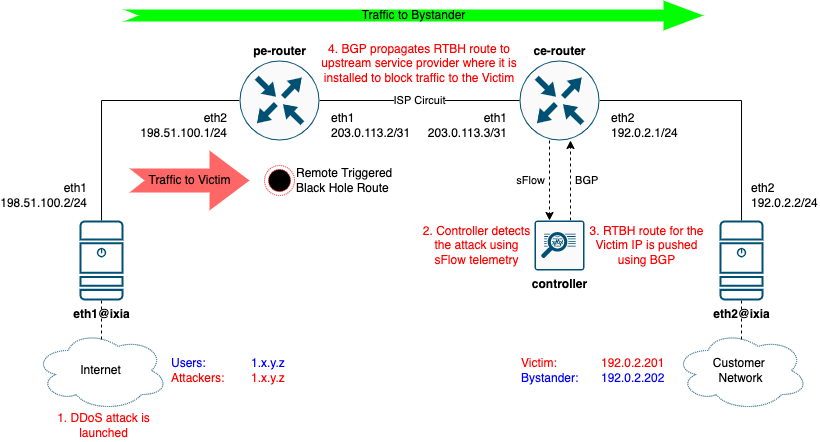 Traffic to Bystander
pe-router
4. BGP propagates RTBH route to
upstream service provider where it is
installed to block traffic to the Victim
ce-router
ISP Circuit
eth2
198.51.100.1/24
eth1
203.0.113.2/31
eth1
203.0.113.3/31
eth2
192.0.2.1/24
Traffic to Victim
Remote Triggered
Black Hole Route
sFlow
BGP
eth1
198.51.100.2/24
eth2
192.0.2.2/24
2. Controller detects
the attack using
sFlow telemetry
3. RTBH route for the
Victim IP is pushed
using BGP
controller
eth1@ixia
eth2@ixia
Internet
Users: 1.x.y.z
Attackers: 1.x.y.z
Victim: 192.0.2.201
Bystander: 192.0.2.202
Customer
Network
1. DDoS attack is
launched